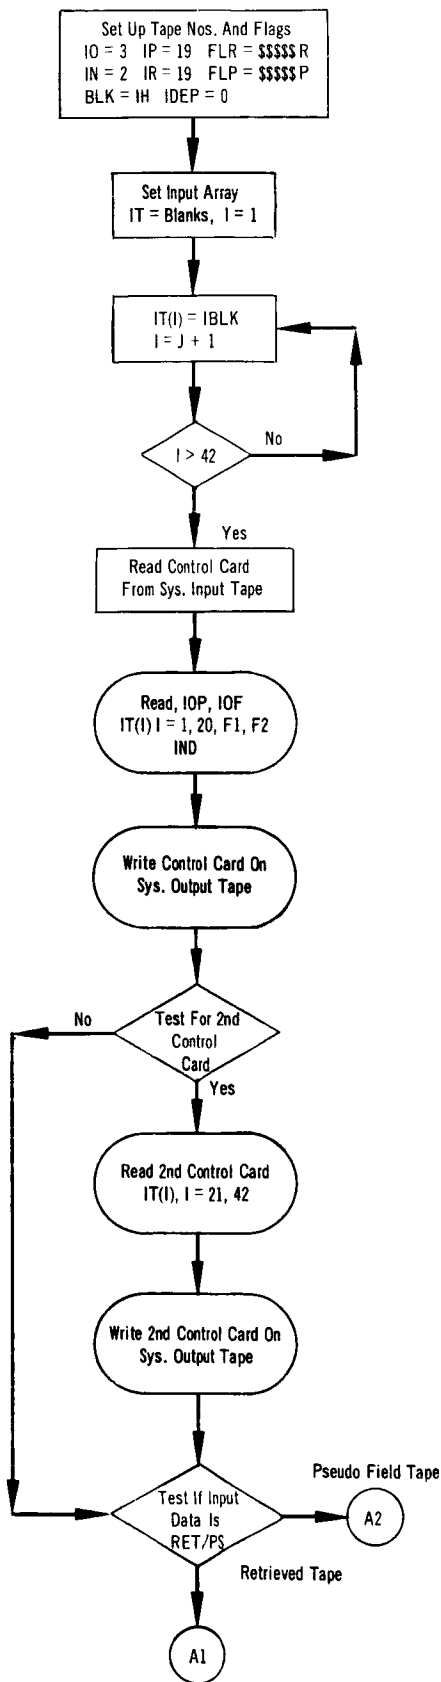 Set Up Tape Nos. And Flags
IO = 3 IP = 19 FLR = $$$$$R
IN = 2 IR = 19 FLP = $$$$$P
BLK = IH IDEP = 0
Set Input Array
IT = Blanks, I = 1
IT(I) = IBLK
I = J + 1
I > 42
No
Yes
Read Control Card
From Sys. Input Tape
Read, IOP, IOF
IT(I) I = 1, 20, F1, F2
IND
Write Control Card On
Sys. Output Tape
No
Test For 2nd
Control
Card
Yes
Read 2nd Control Card
IT(I), I = 21, 42
Write 2nd Control Card On
Sys. Output Tape
Pseudo Field Tape
Test If Input
Data Is
RET/PS
A2
Retrieved Tape
A1